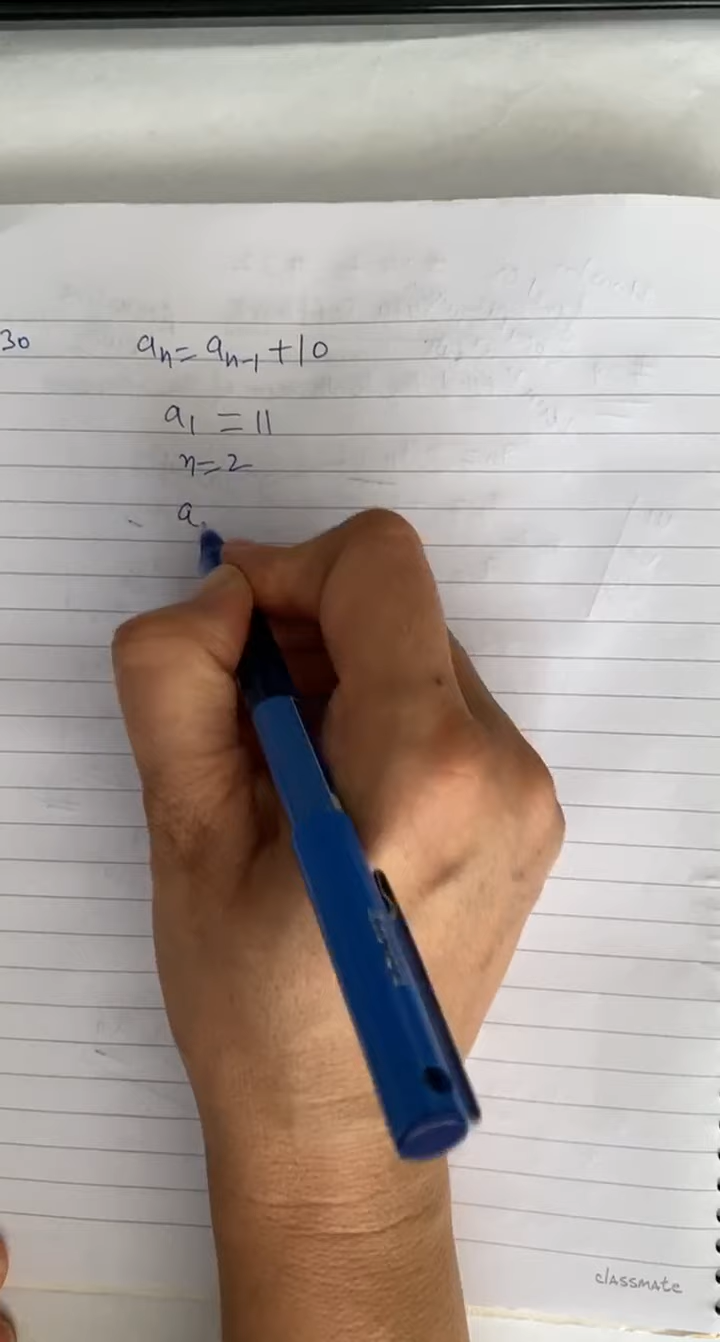 30 aₙ = aₙ₋₁ + 10
a₁ = 11
n = 2
a
classmate